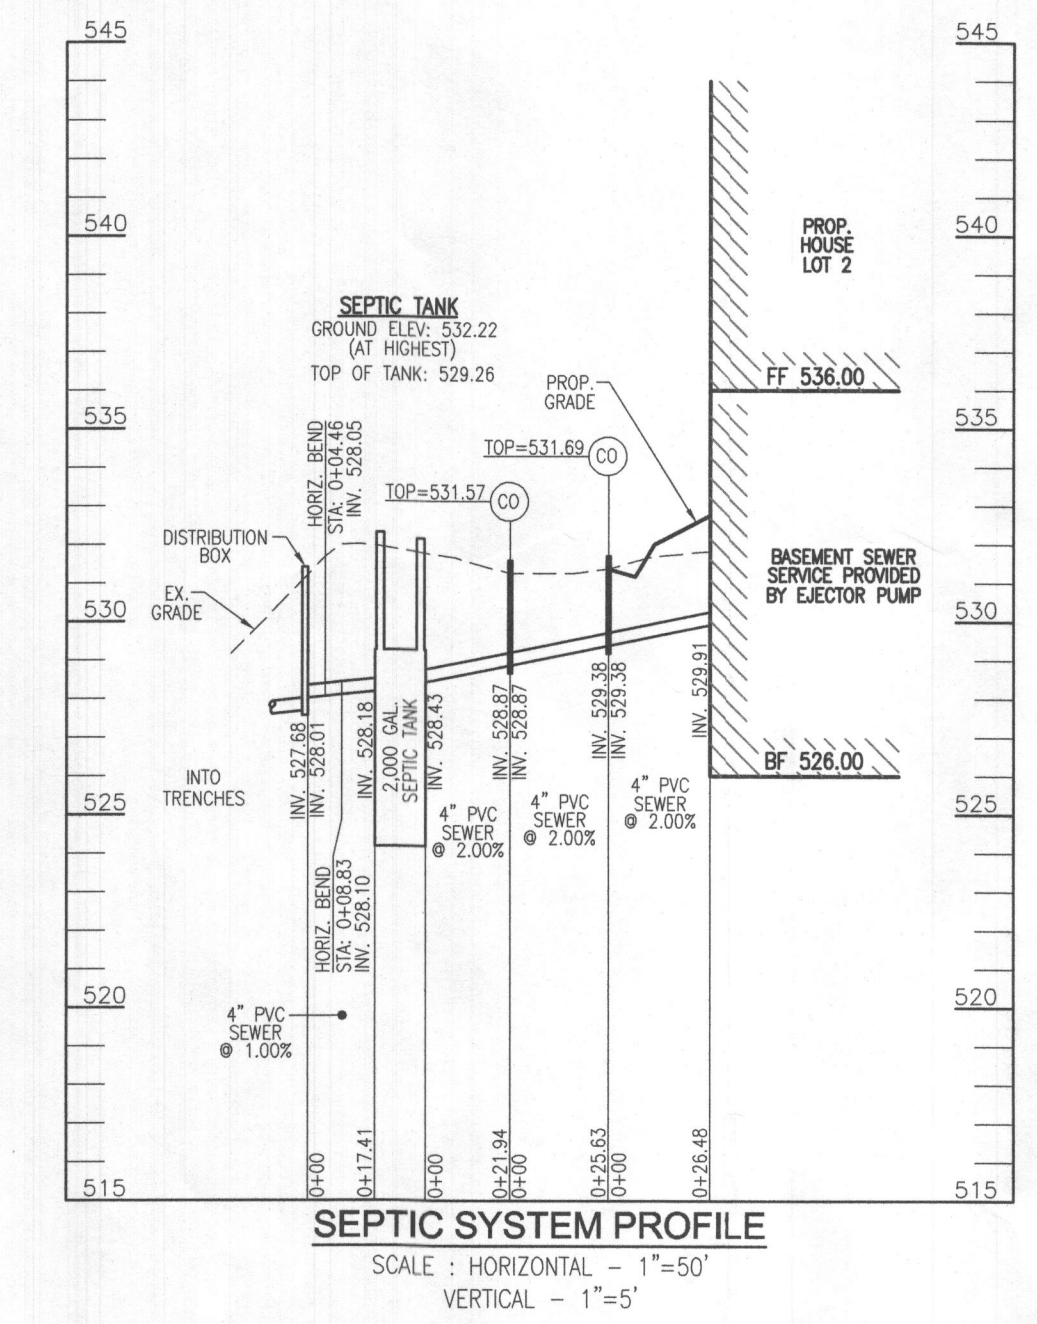 545
545
540
540
PROP.
HOUSE
LOT 2
SEPTIC TANK
GROUND ELEV: 532.22
(AT HIGHEST)
TOP OF TANK: 529.26
FF 536.00
PROP.
GRADE
535
535
HORIZ. BEND
STA: 0+04.46
INV. 528.05
TOP=531.69
CO
TOP=531.57
CO
DISTRIBUTION
BOX
BASEMENT SEWER
SERVICE PROVIDED
BY EJECTOR PUMP
EX.
GRADE
530
530
INV. 527.68
INV. 528.01
INV. 528.18
2,000 GAL.
SEPTIC TANK
INV. 528.43
INV. 528.87
INV. 528.87
INV. 529.38
INV. 529.38
INV. 529.91
BF 526.00
INTO
TRENCHES
525
525
4" PVC
SEWER
@ 2.00%
4" PVC
SEWER
@ 2.00%
4" PVC
SEWER
@ 2.00%
HORIZ. BEND
STA: 0+08.83
INV. 528.10
520
520
4" PVC
SEWER
@ 1.00%
0+00
0+17.41
0+00
0+21.94
0+00
0+25.63
0+00
0+26.48
515
515
SEPTIC SYSTEM PROFILE
SCALE : HORIZONTAL - 1"=50'
VERTICAL - 1"=5'